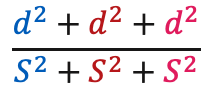 d² + d² + d²
S² + S² + S²